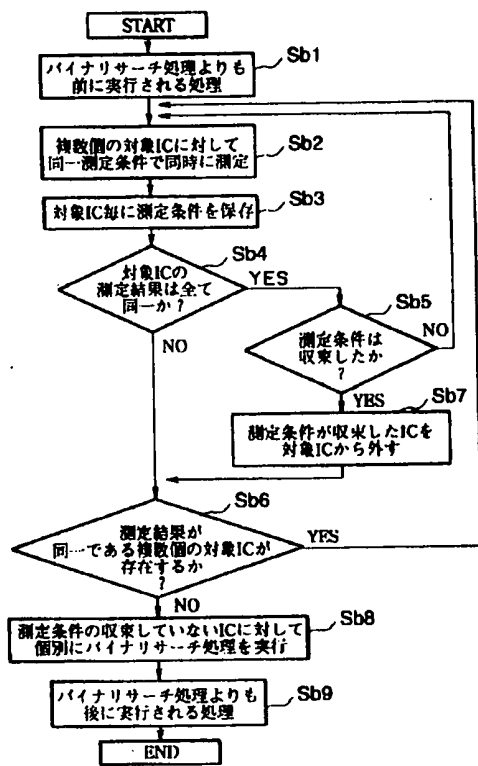 START
バイナリサーチ処理よりも
前に実行される処理
Sb1
複数個の対象ICに対して
同一測定条件で同時に測定
Sb2
対象IC毎に測定条件を保存
Sb3
対象ICの
測定結果は全て
同一か?
Sb4
YES
NO
測定条件は
収束したか
?
Sb5
NO
YES
測定条件が収束したICを
対象ICから外す
Sb7
測定結果が
同一である複数個の対象ICが
存在するか
?
Sb6
YES
NO
測定条件の収束していないICに対して
個別にバイナリサーチ処理を実行
Sb8
バイナリサーチ処理よりも
後に実行される処理
Sb9
END